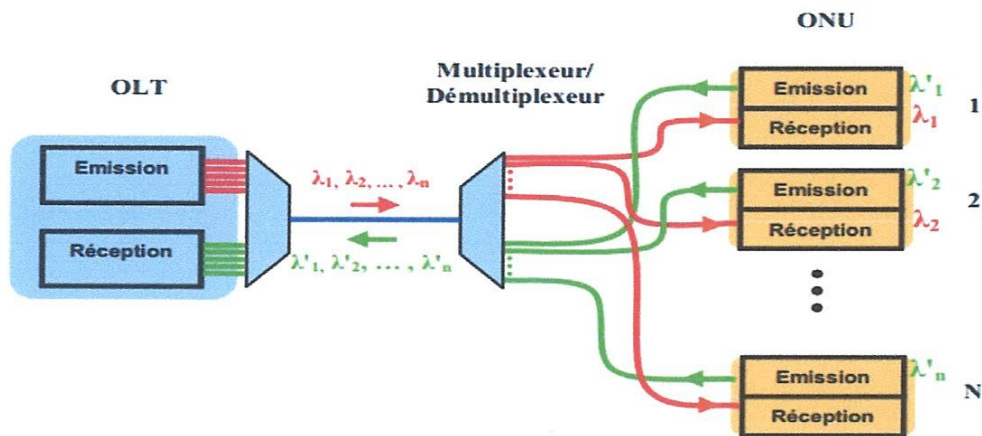 ONU
Multiplexeur/
Démultiplexeur
OLT
Emission
Réception
λ1, λ2, ... , λn
λ'1, λ'2, ... , λ'n
Emission
λ'1
Réception
λ1
1
Emission
λ'2
Réception
λ2
2
Emission
λ'n
Réception
N